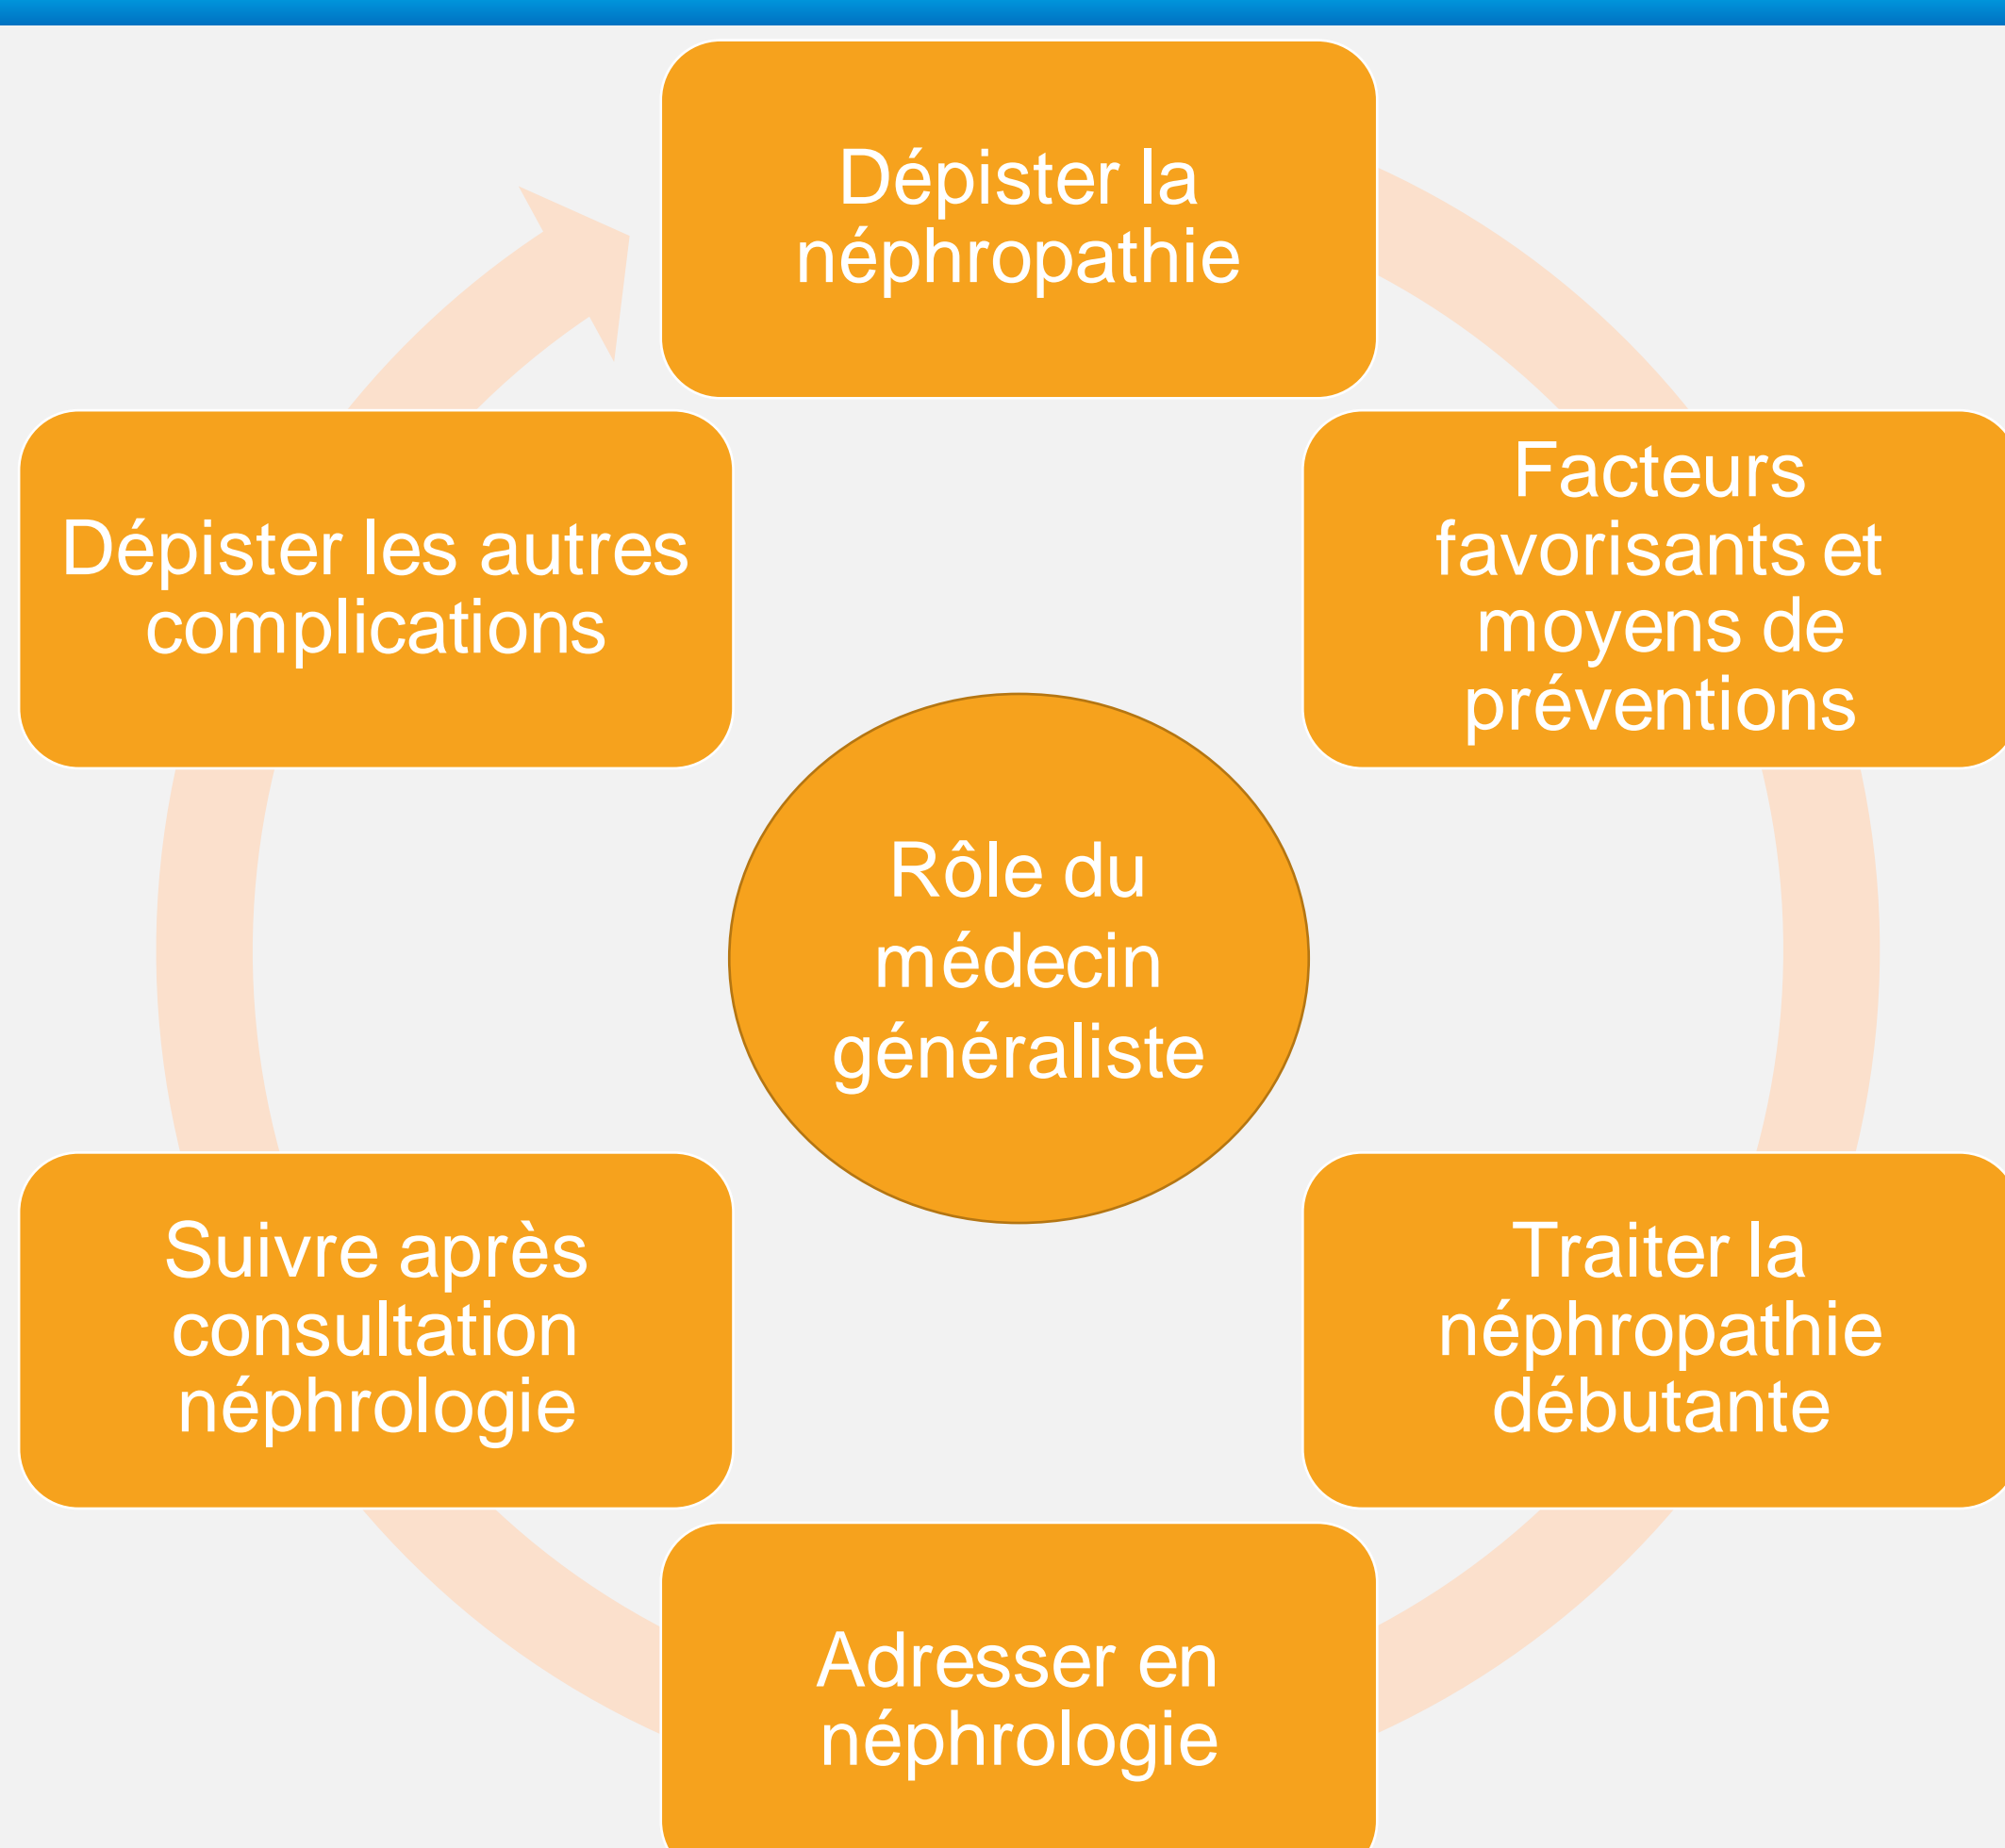 Dépister la
néphropathie
Facteurs
favorisants et
moyens de
préventions
Traiter la
néphropathie
débutante
Adresser en
néphrologie
Suivre après
consultation
néphrologie
Dépister les autres
complications
Rôle du
médecin
généraliste